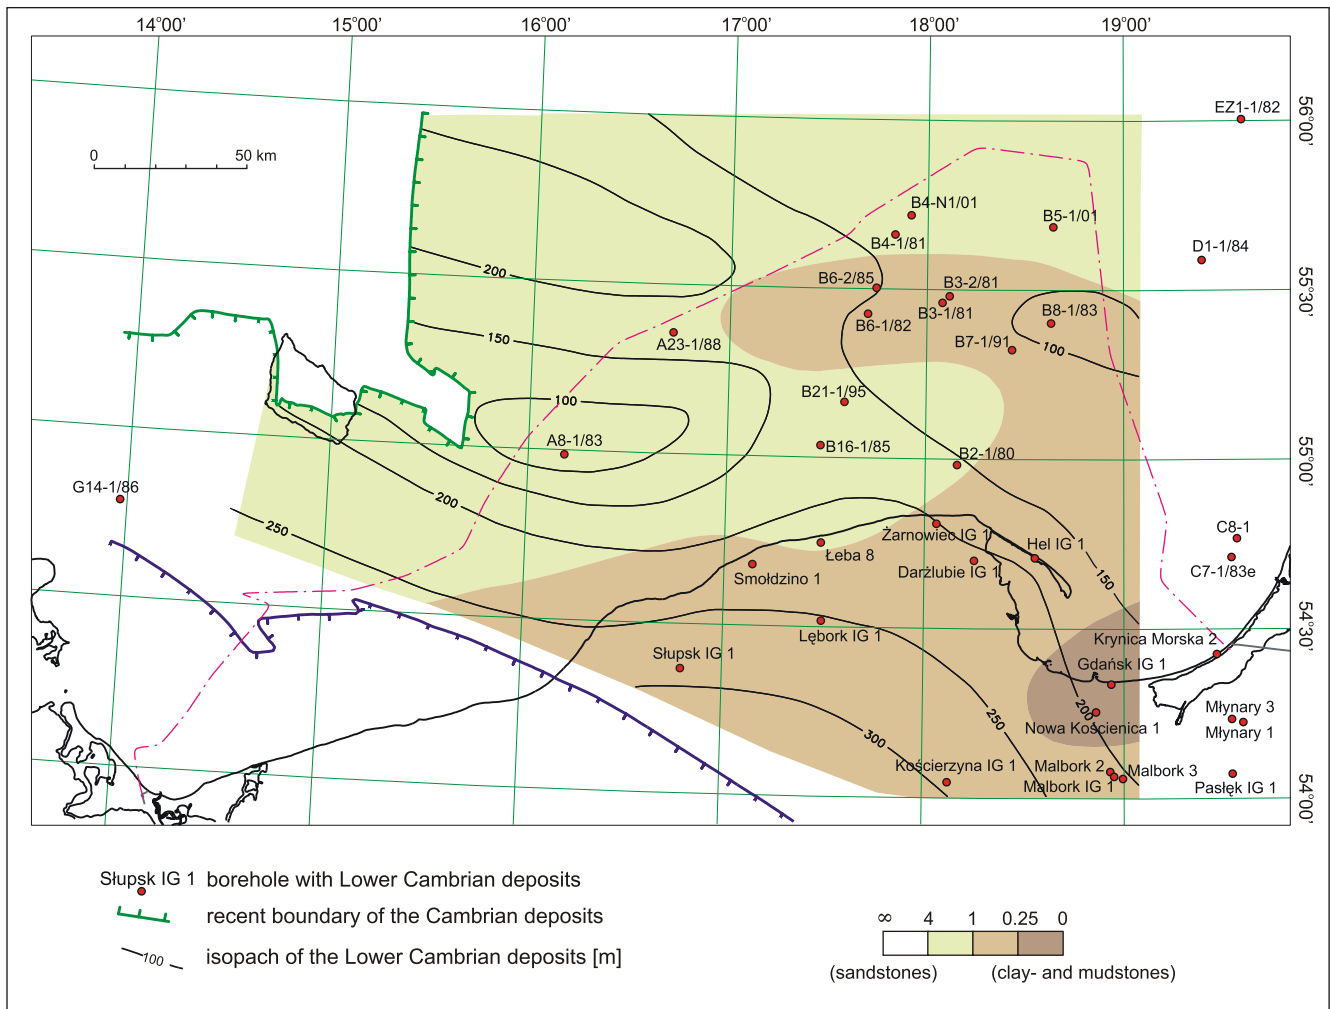 14°00' 15°00' 16°00' 17°00' 18°00' 19°00'
EZ1-1/82
56°00'
0 50 km
B4-N1/01
B5-1/01
B4-1/81
D1-1/84
200
B6-2/85
B3-2/81
55°30'
B3-1/81
B8-1/83
B6-1/82
150
A23-1/88
B7-1/91
100
B21-1/95
100
A8-1/83
B16-1/85
B2-1/80
55°00'
G14-1/86
200
250
C8-1
Żarnowiec IG 1
Hel IG 1
Łeba 8
C7-1/83e
Smołdzino 1
Darżlubie IG 1
150
54°30'
Lębork IG 1
Krynica Morska 2
Słupsk IG 1
Gdańsk IG 1
200
250
Młynary 3
Nowa Kościenica 1
Młynary 1
300
Kościerzyna IG 1
Malbork 2
Malbork 3
Malbork IG 1
Pasłęk IG 1
54°00'
Słupsk IG 1 borehole with Lower Cambrian deposits
recent boundary of the Cambrian deposits
100 isopach of the Lower Cambrian deposits [m]
∞ 4 1 0.25 0
(sandstones) (clay- and mudstones)